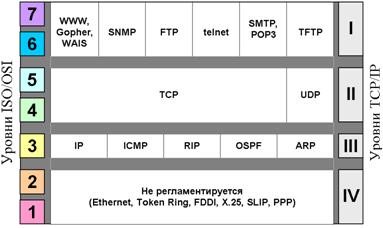 Уровни ISO/OSI
Уровни TCP/IP
7
WWW,
Gopher,
WAIS
SNMP
FTP
telnet
SMTP,
POP3
TFTP
I
6
5
TCP
UDP
II
4
3
IP
ICMP
RIP
OSPF
ARP
III
2
Не регламентируется
(Ethernet, Token Ring, FDDI, X.25, SLIP, PPP)
IV
1